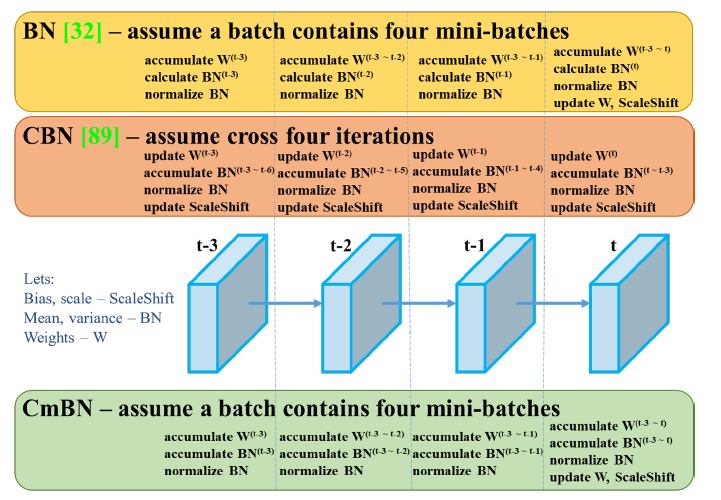 BN [32] – assume a batch contains four mini-batches
accumulate W(t-3) accumulate W(t-3 ~ t-2) accumulate W(t-3 ~ t-1) accumulate W(t-3 ~ t)
calculate BN(t-3) calculate BN(t-2) calculate BN(t-1) calculate BN(t)
normalize BN normalize BN normalize BN normalize BN
update W, ScaleShift
CBN [89] – assume cross four iterations
update W(t-3) update W(t-2) update W(t-1) update W(t)
accumulate BN(t-3 ~ t-6) accumulate BN(t-2 ~ t-5) accumulate BN(t-1 ~ t-4) accumulate BN(t ~ t-3)
normalize BN normalize BN normalize BN normalize BN
update ScaleShift update ScaleShift update ScaleShift update ScaleShift
t-3 t-2 t-1 t
Lets:
Bias, scale – ScaleShift
Mean, variance – BN
Weights – W
CmBN – assume a batch contains four mini-batches
accumulate W(t-3) accumulate W(t-3 ~ t-2) accumulate W(t-3 ~ t-1) accumulate W(t-3 ~ t)
accumulate BN(t-3) accumulate BN(t-3 ~ t-2) accumulate BN(t-3 ~ t-1) accumulate BN(t-3 ~ t)
normalize BN normalize BN normalize BN normalize BN
update W, ScaleShift